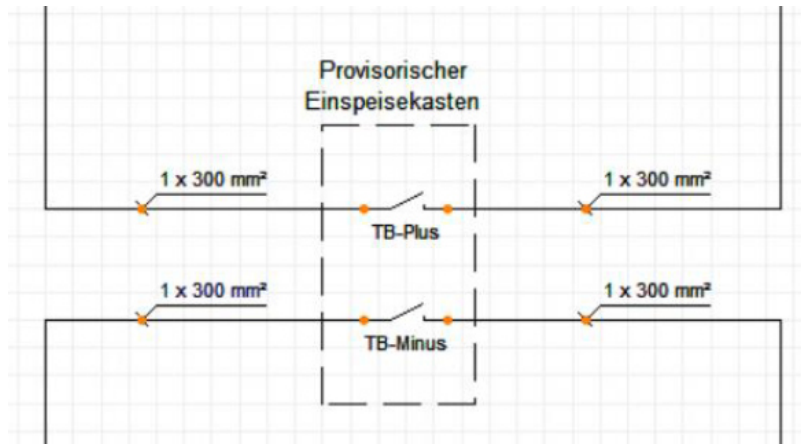 Provisorischer
Einspeisekasten
1 x 300 mm²
1 x 300 mm²
TB-Plus
1 x 300 mm²
1 x 300 mm²
TB-Minus